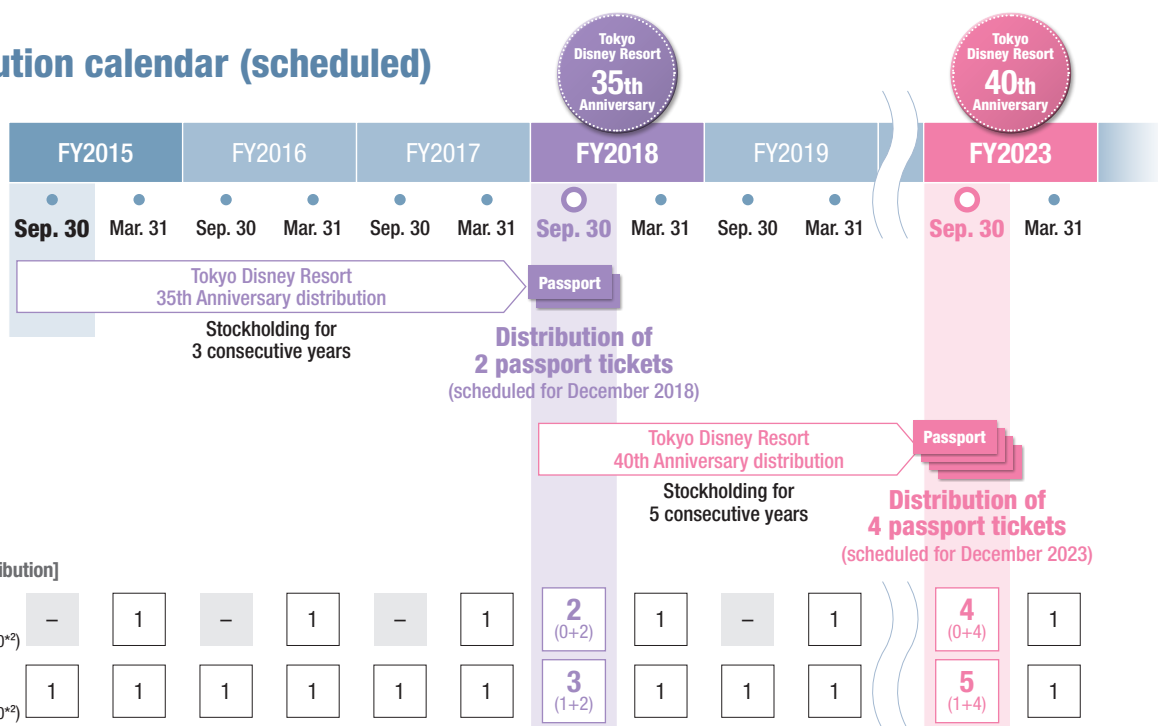 Tokyo
Disney Resort
35th
Anniversary
Tokyo
Disney Resort
40th
Anniversary
ution calendar (scheduled)
FY2015 FY2016 FY2017 FY2018 FY2019 FY2023
Sep. 30 Mar. 31 Sep. 30 Mar. 31 Sep. 30 Mar. 31 Sep. 30 Mar. 31 Sep. 30 Mar. 31 Sep. 30 Mar. 31
Tokyo Disney Resort
35th Anniversary distribution
Passport
Stockholding for
3 consecutive years
Distribution of
2 passport tickets
(scheduled for December 2018)
Tokyo Disney Resort
40th Anniversary distribution
Passport
Stockholding for
5 consecutive years
Distribution of
4 passport tickets
(scheduled for December 2023)
ibution]
– 1 – 1 – 1 2 1 – 1 4 1
(0+2) (0+4)
0*2)
1 1 1 1 1 1 3 1 1 1 5 1
(1+2) (1+4)
0*2)